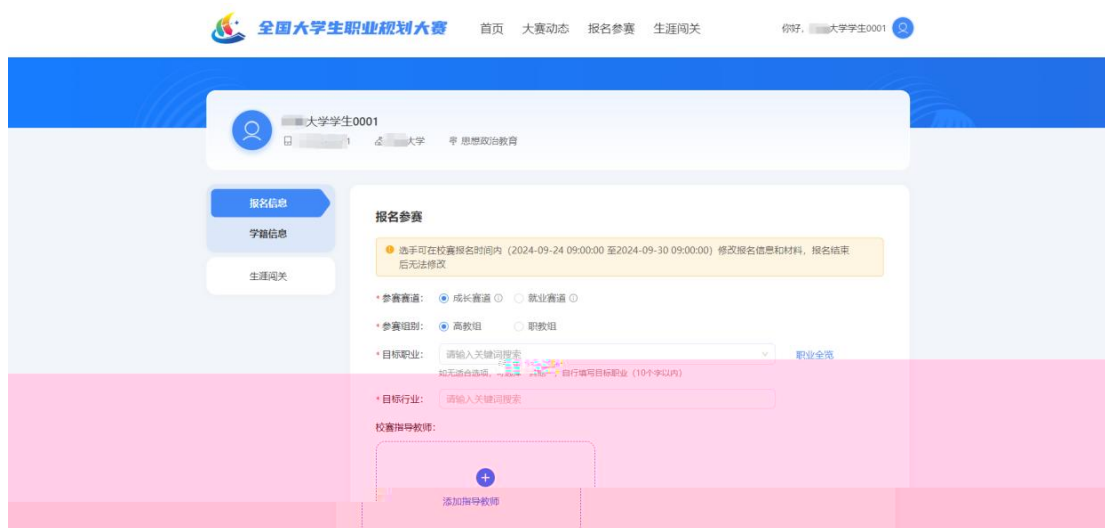 全国大学生职业规划大赛
首页 大赛动态 报名参赛 生涯闯关
你好, 大学学生0001
大学学生0001
1 大学 思想政治教育
报名信息
学籍信息
生涯闯关
报名参赛
选手可在校赛报名时间内(2024-09-24 09:00:00 至2024-09-30 09:00:00)修改报名信息和材料,报名结束
后无法修改
*参赛赛道: 成长赛道 就业赛道
*参赛组别: 高教组 职教组
*目标职业: 请输入关键词搜索 职业全览
如无适合选项, 自行填写目标职业(10个字以内)
*目标行业: 请输入关键词搜索
校赛指导教师:
添加指导教师